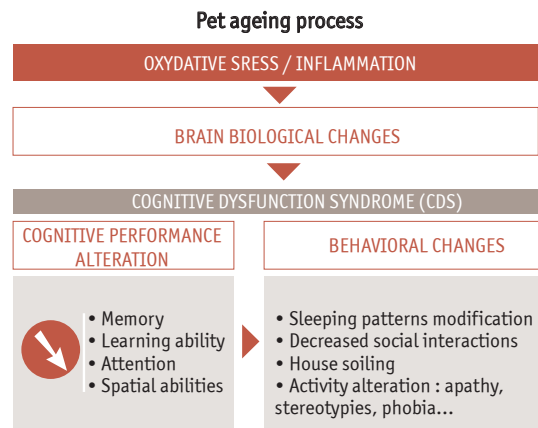 Pet ageing process
OXYDATIVE SRESS / INFLAMMATION
BRAIN BIOLOGICAL CHANGES
COGNITIVE DYSFUNCTION SYNDROME (CDS)
COGNITIVE PERFORMANCE
ALTERATION
BEHAVIORAL CHANGES
• Memory
• Learning ability
• Attention
• Spatial abilities
• Sleeping patterns modification
• Decreased social interactions
• House soiling
• Activity alteration : apathy,
stereotypies, phobia...